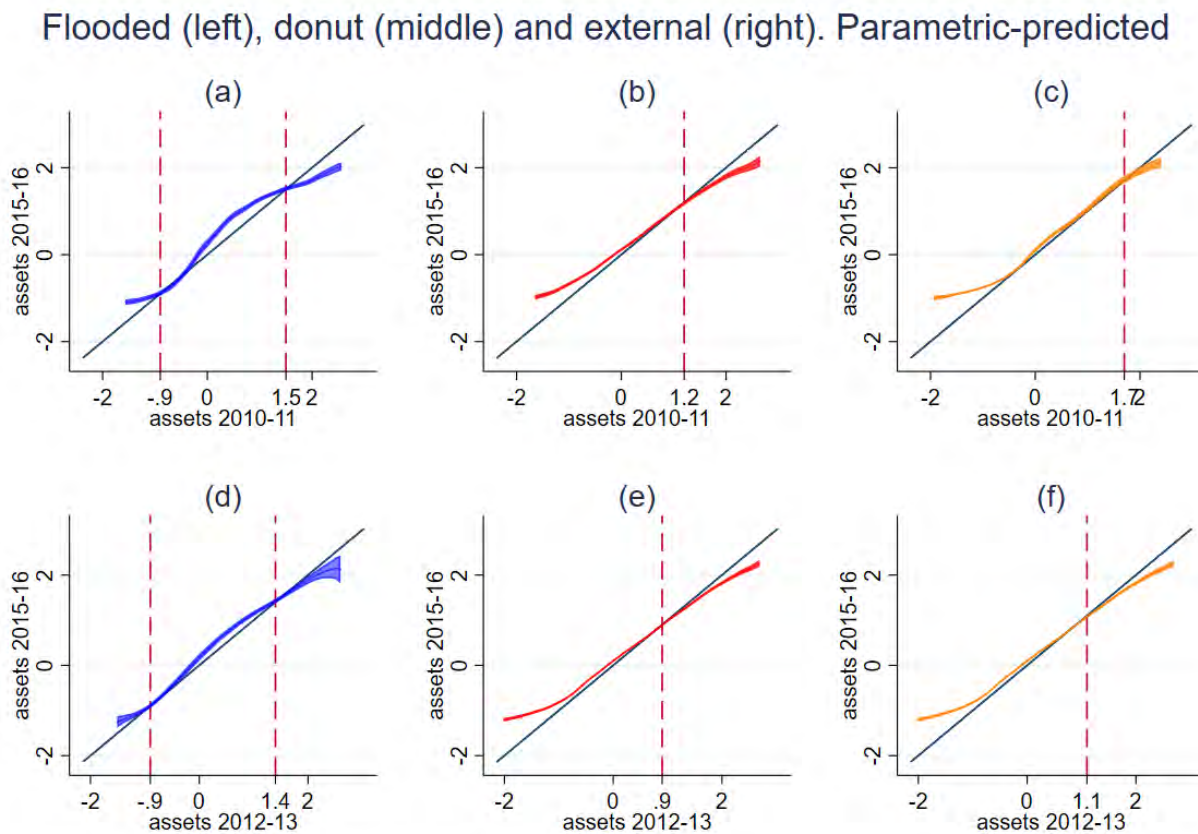 Flooded (left), donut (middle) and external (right). Parametric-predicted
(a)
(b)
(c)
assets 2015-16
2
0
-2
-2 -.9 0 1.5 2
assets 2010-11
assets 2015-16
2
0
-2
-2 0 1.2 2
assets 2010-11
assets 2015-16
2
0
-2
-2 0 1.7 2
assets 2010-11
(d)
(e)
(f)
assets 2015-16
2
0
-2
-2 -.9 0 1.4 2
assets 2012-13
assets 2015-16
2
0
-2
-2 0 .9 2
assets 2012-13
assets 2015-16
2
0
-2
-2 0 1.1 2
assets 2012-13